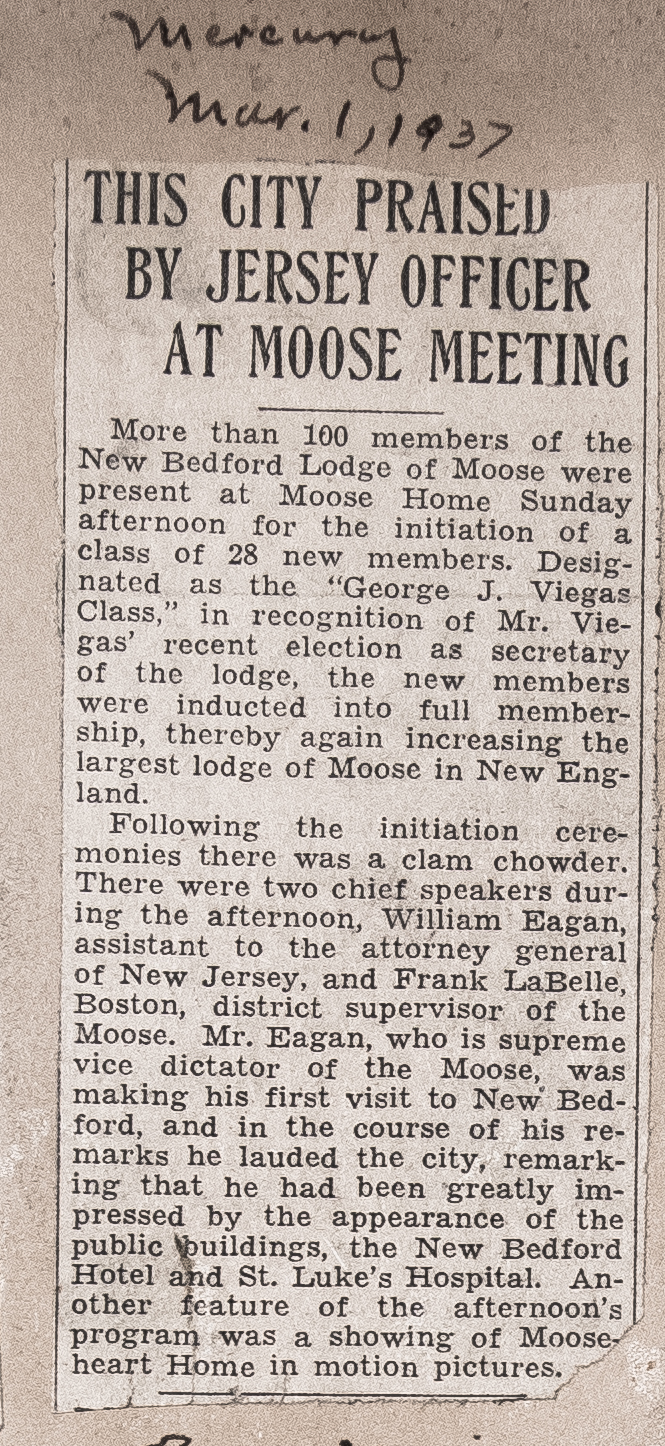 Mercury
Mar. 1, 1937
THIS CITY PRAISED
BY JERSEY OFFICER
AT MOOSE MEETING
More than 100 members of the
New Bedford Lodge of Moose were
present at Moose Home Sunday
afternoon for the initiation of a
class of 28 new members. Desig-
nated as the “George J. Viegas
Class,” in recognition of Mr. Vie-
gas’ recent election as secretary
of the lodge, the new members
were inducted into full member-
ship, thereby again increasing the
largest lodge of Moose in New Eng-
land.
Following the initiation cere-
monies there was a clam chowder.
There were two chief speakers dur-
ing the afternoon, William Eagan,
assistant to the attorney general
of New Jersey, and Frank LaBelle,
Boston, district supervisor of the
Moose. Mr. Eagan, who is supreme
vice dictator of the Moose, was
making his first visit to New Bed-
ford, and in the course of his re-
marks he lauded the city, remark-
ing that he had been greatly im-
pressed by the appearance of the
public buildings, the New Bedford
Hotel and St. Luke’s Hospital. An-
other feature of the afternoon’s
program was a showing of Moose-
heart Home in motion pictures.